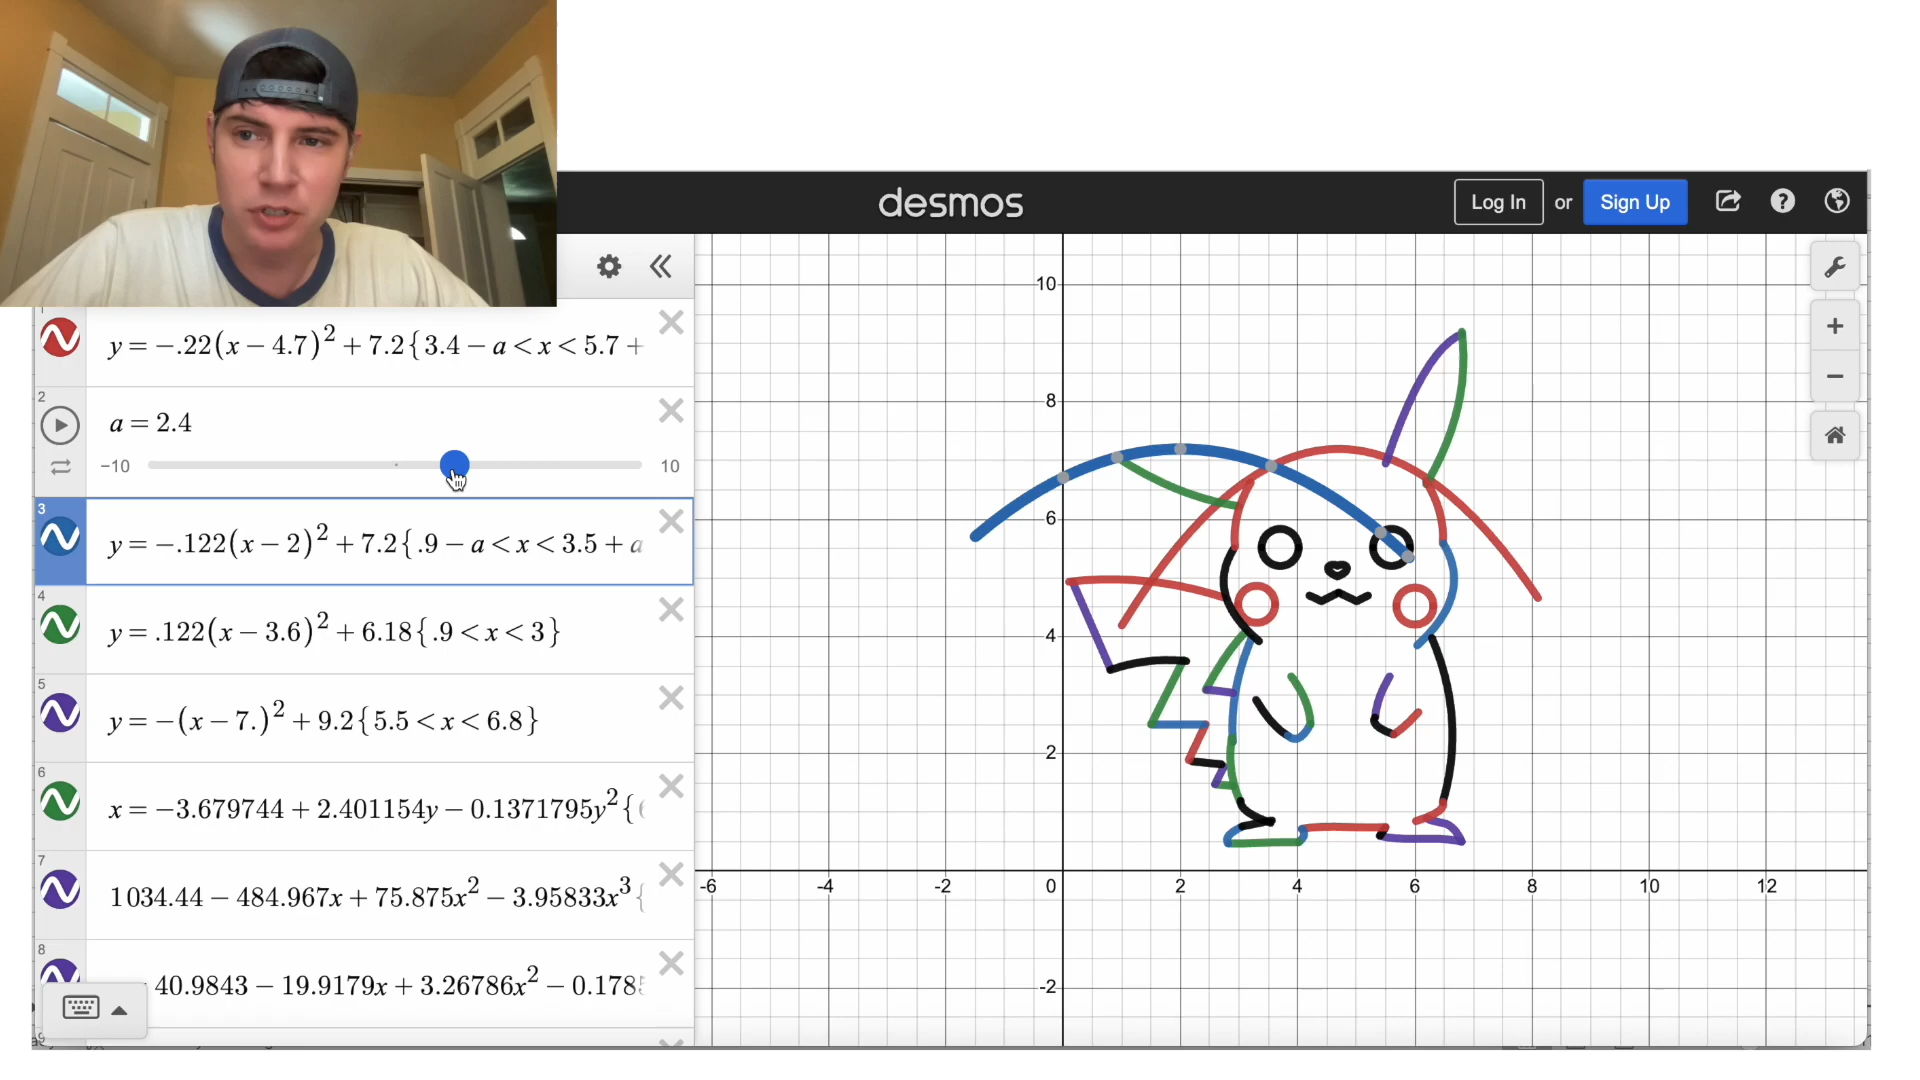 desmos
Log In or Sign Up
1
y = −.22(x − 4.7)² + 7.2{3.4 − a < x < 5.7 +
2
a = 2.4
−10 10
3
y = −.122(x − 2)² + 7.2{.9 − a < x < 3.5 + a
4
y = .122(x − 3.6)² + 6.18{.9 < x < 3}
5
y = −(x − 7.)² + 9.2{5.5 < x < 6.8}
6
x = −3.679744 + 2.401154y − 0.1371795y²{
7
1034.44 − 484.967x + 75.875x² − 3.95833x³{
8
40.9843 − 19.9179x + 3.26786x² − 0.178
10
8
6
4
2
-6 -4 -2 0 2 4 6 8 10 12
-2